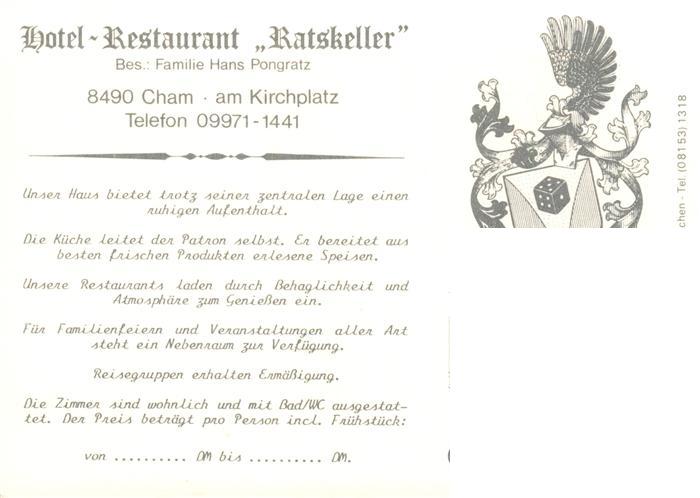 Hotel-Restaurant „Ratskeller”
Bes.: Familie Hans Pongratz
8490 Cham · am Kirchplatz
Telefon 09971-1441
Unser Haus bietet trotz seiner zentralen Lage einen
ruhigen Aufenthalt.
Die Küche leitet der Patron selbst. Er bereitet aus
besten frischen Produkten erlesene Speisen.
Unsere Restaurants laden durch Behaglichkeit und
Atmosphäre zum Genießen ein.
Für Familienfeiern und Veranstaltungen aller Art
steht ein Nebenraum zur Verfügung.
Reisegruppen erhalten Ermäßigung.
Die Zimmer sind wohnlich und mit Bad/WC ausgestat-
tet. Der Preis beträgt pro Person incl. Frühstück:
von .......... DM bis .......... DM.
chen - Tel. (08153) 1318